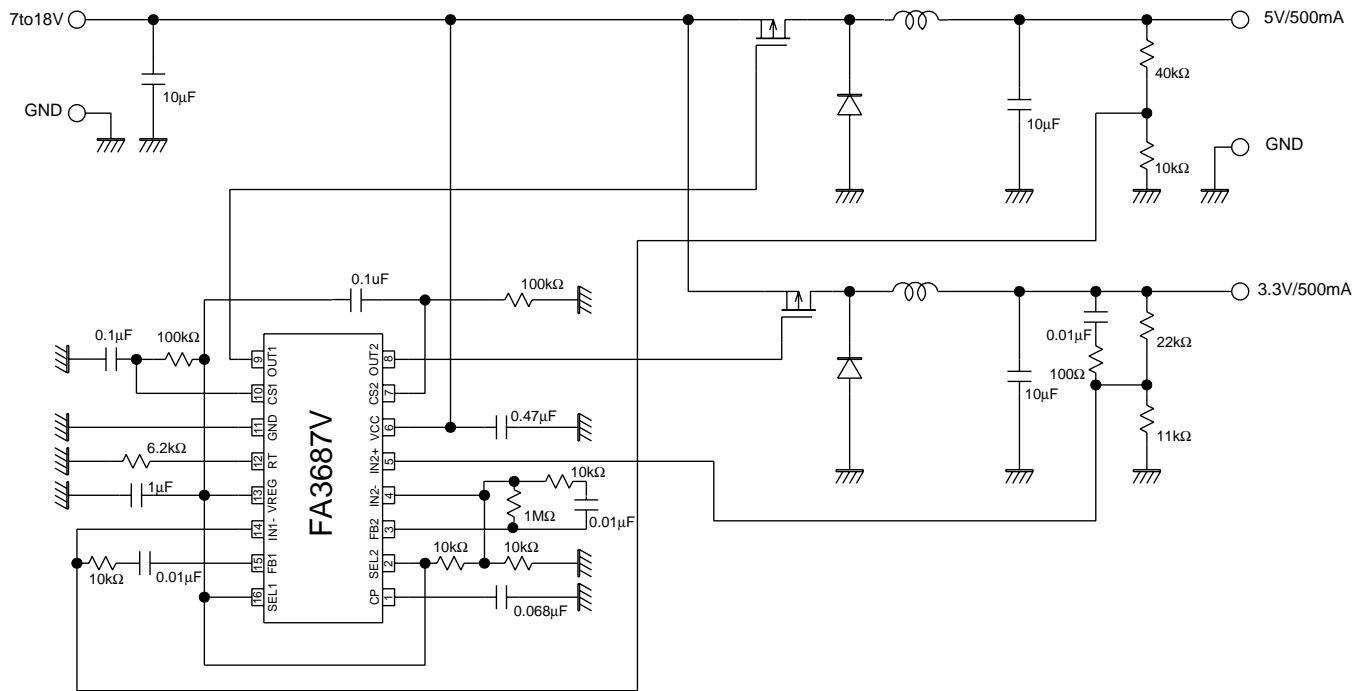 7to18V
5V/500mA
40kΩ
10µF
10µF
GND
GND
10kΩ
0.1uF
100kΩ
3.3V/500mA
0.1µF
100kΩ
0.01µF
22kΩ
9
OUT1
OUT2
8
100Ω
10µF
10
CS1
CS2
7
11
GND
VCC
6
0.47µF
11kΩ
6.2kΩ
12
RT
IN2+
5
FA3687V
10kΩ
1µF
13
VREG
IN2-
4
1MΩ
0.01µF
14
IN1-
FB2
3
10kΩ
10kΩ
15
FB1
SEL2
2
10kΩ
0.01µF
16
SEL1
CP
1
0.068µF